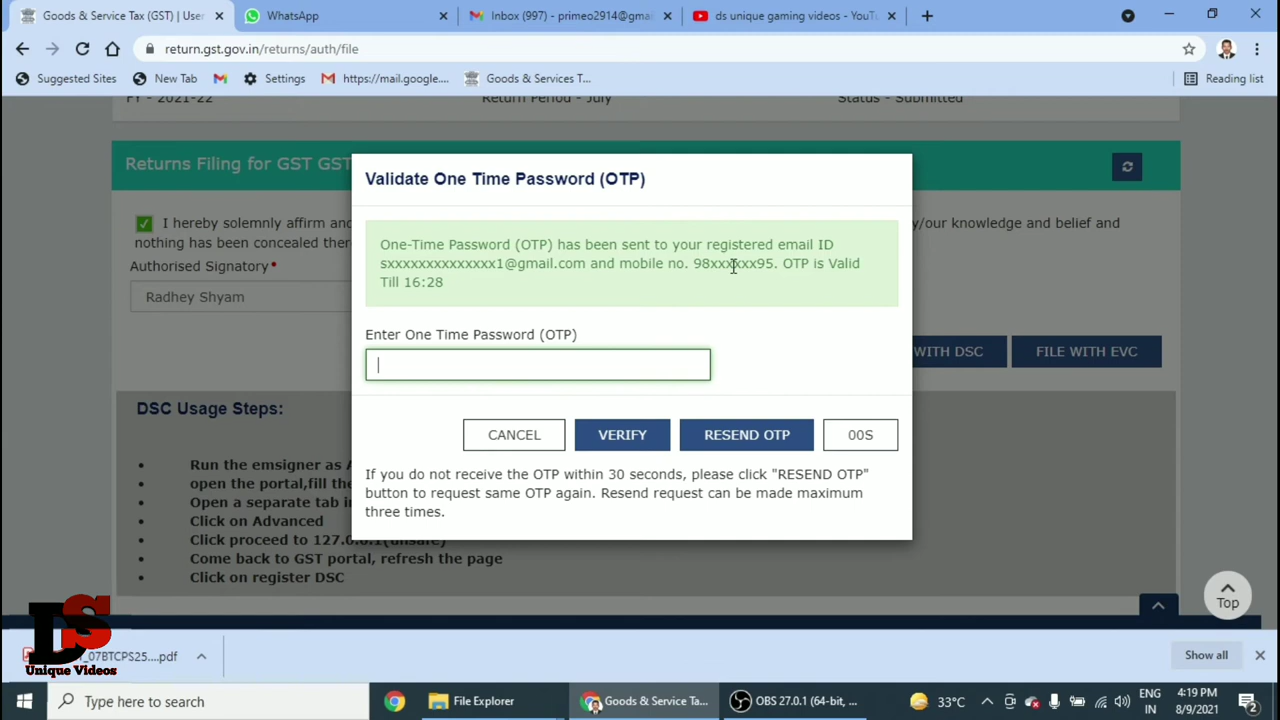 Goods & Service Tax (GST) | User
WhatsApp
Inbox (997) - primeo2914@gmai
ds unique gaming videos - YouTu
return.gst.gov.in/returns/auth/file
Suggested Sites
New Tab
Settings
https://mail.google....
Goods & Services T...
Reading list
FY - 2021-22
Return Period - July
Status - Submitted
Returns Filing for GST GST
I hereby solemnly affirm and
y/our knowledge and belief and
nothing has been concealed ther
Authorised Signatory*
Radhey Shyam
WITH DSC
FILE WITH EVC
Validate One Time Password (OTP)
One-Time Password (OTP) has been sent to your registered email ID
sxxxxxxxxxxxxxx1@gmail.com and mobile no. 98xxxxxx95. OTP is Valid
Till 16:28
Enter One Time Password (OTP)
CANCEL
VERIFY
RESEND OTP
00S
If you do not receive the OTP within 30 seconds, please click "RESEND OTP"
button to request same OTP again. Resend request can be made maximum
three times.
DSC Usage Steps:
Run the emsigner as A
open the portal,fill the
Open a separate tab in
Click on Advanced
Click proceed to 127.0.0.1(unsafe)
Come back to GST portal, refresh the page
Click on register DSC
Top
DS
Unique Videos
_07BTCPS25....pdf
Show all
Type here to search
File Explorer
Goods & Service Ta...
OBS 27.0.1 (64-bit, ...
33°C
ENG
IN
4:19 PM
8/9/2021
2